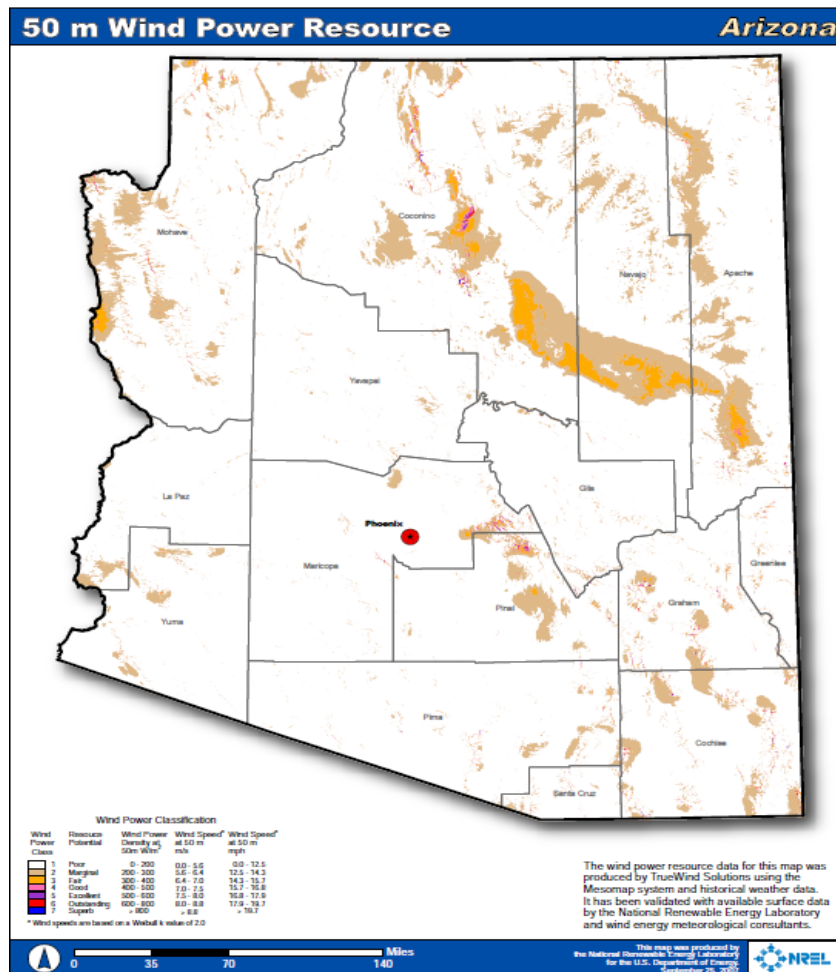 50 m Wind Power Resource
Arizona
Mohave
Coconino
Navajo
Apache
Yavapai
La Paz
Gila
Phoenix
Maricopa
Greenlee
Yuma
Pinal
Graham
Pima
Cochise
Santa Cruz
Wind Power Classification
Wind Power Class
Resource Potential
Wind Power Density at 50m W/m²
Wind Speedª at 50 m m/s
Wind Speedª at 50 m mph
1 Poor 0 - 200 0.0 - 5.6 0.0 - 12.5
2 Marginal 200 - 300 5.6 - 6.4 12.5 - 14.3
3 Fair 300 - 400 6.4 - 7.0 14.3 - 15.7
4 Good 400 - 500 7.0 - 7.5 15.7 - 16.8
5 Excellent 500 - 600 7.5 - 8.0 16.8 - 17.9
6 Outstanding 600 - 800 8.0 - 8.8 17.9 - 19.7
7 Superb > 800 > 8.8 > 19.7
ª Wind speeds are based on a Weibull k value of 2.0
The wind power resource data for this map was
produced by TrueWind Solutions using the
Mesomap system and historical weather data.
It has been validated with available surface data
by the National Renewable Energy Laboratory
and wind energy meteorological consultants.
Miles
0 35 70 140
This map was produced by
the National Renewable Energy Laboratory
for the U.S. Department of Energy.
NREL